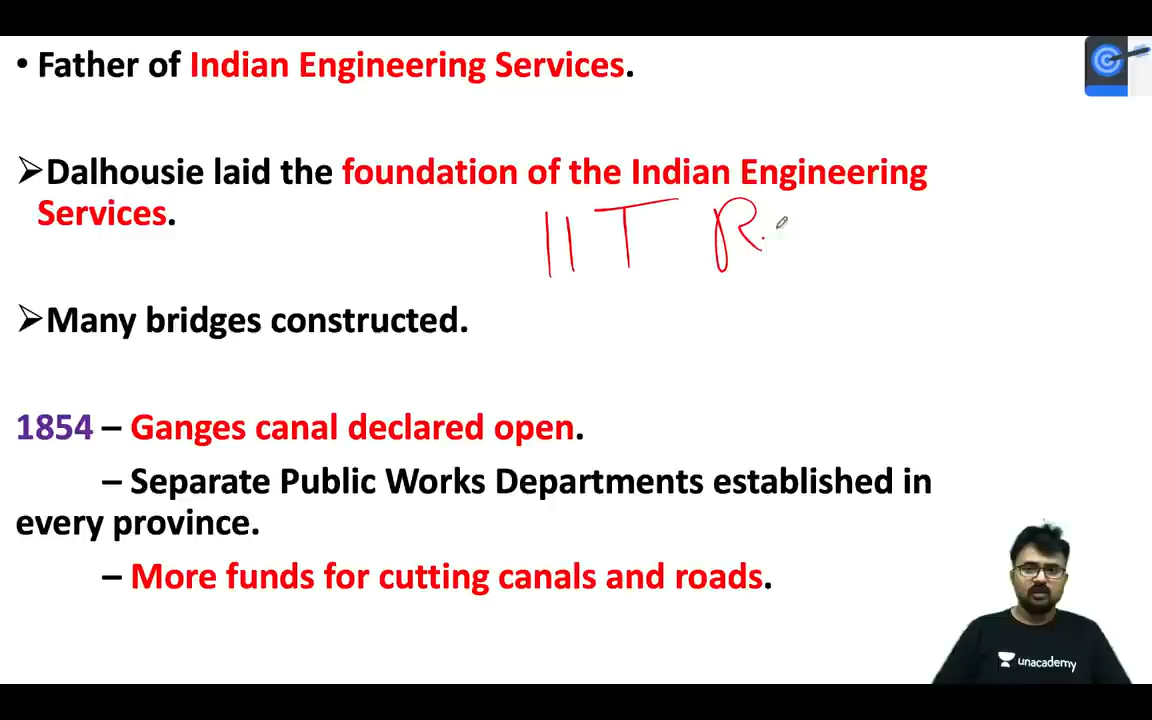 • Father of Indian Engineering Services.
➢Dalhousie laid the foundation of the Indian Engineering
Services.
IIT R
➢Many bridges constructed.
1854 – Ganges canal declared open.
– Separate Public Works Departments established in
every province.
– More funds for cutting canals and roads.
unacademy